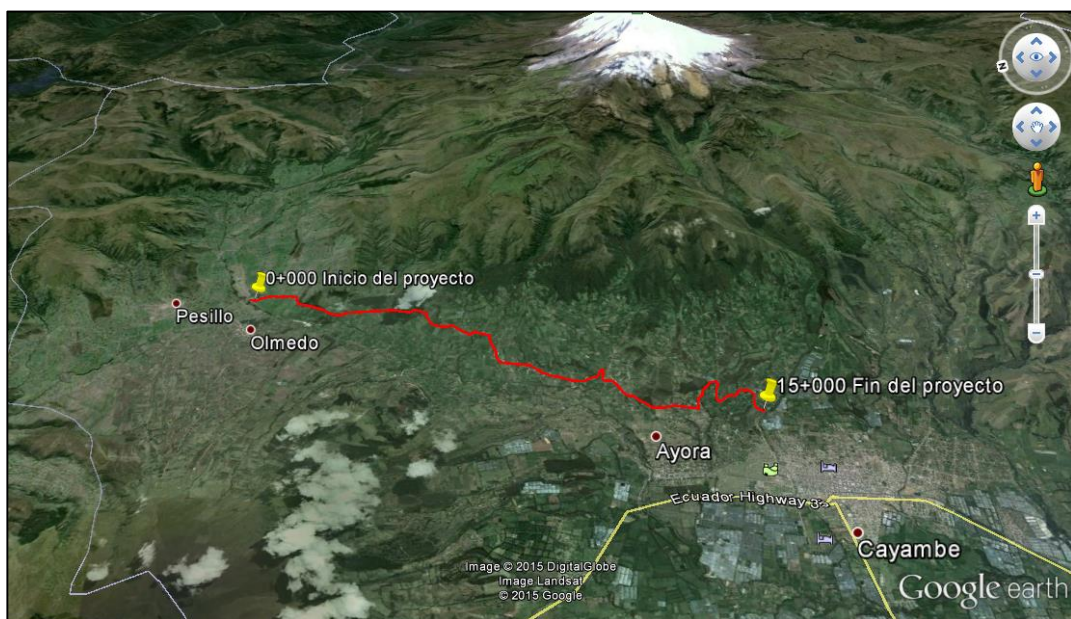 N
0+000 Inicio del proyecto
Pesillo
Olmedo
15+000 Fin del proyecto
Ayora
Ecuador Highway
Cayambe
Image © 2015 DigitalGlobe
Image Landsat
© 2015 Google
Google earth